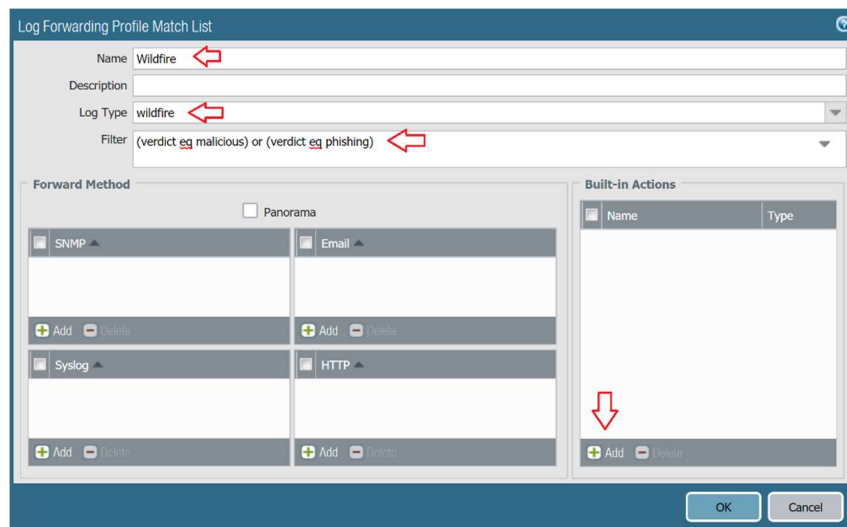 Log Forwarding Profile Match List
Name Wildfire
Description
Log Type wildfire
Filter (verdict eq malicious) or (verdict eq phishing)
Forward Method
Panorama
SNMP
Email
Add Delete
Add Delete
Syslog
HTTP
Add Delete
Add Delete
Built-in Actions
Name Type
Add Delete
OK Cancel